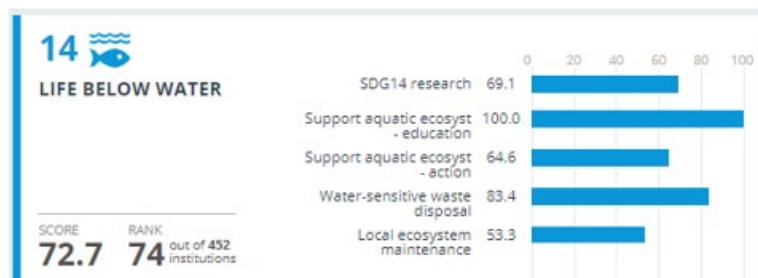 14
LIFE BELOW WATER
0 20 40 60 80 100
SDG14 research 69.1
Support aquatic ecosyst 100.0
- education
Support aquatic ecosyst 64.6
- action
Water-sensitive waste 83.4
disposal
Local ecosystem 53.3
maintenance
SCORE
72.7
RANK
74 out of 452
institutions